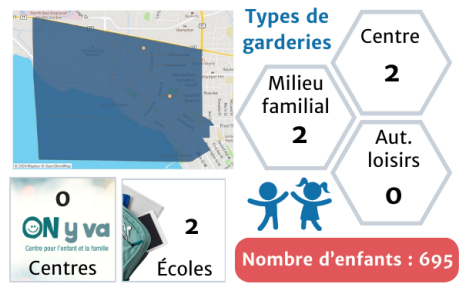 Types de
garderies
Centre
2
Milieu
familial
2
Aut.
loisirs
0
0
ON y va
Centre pour l'enfant et la famille
Centres
2
Écoles
Nombre d'enfants : 695